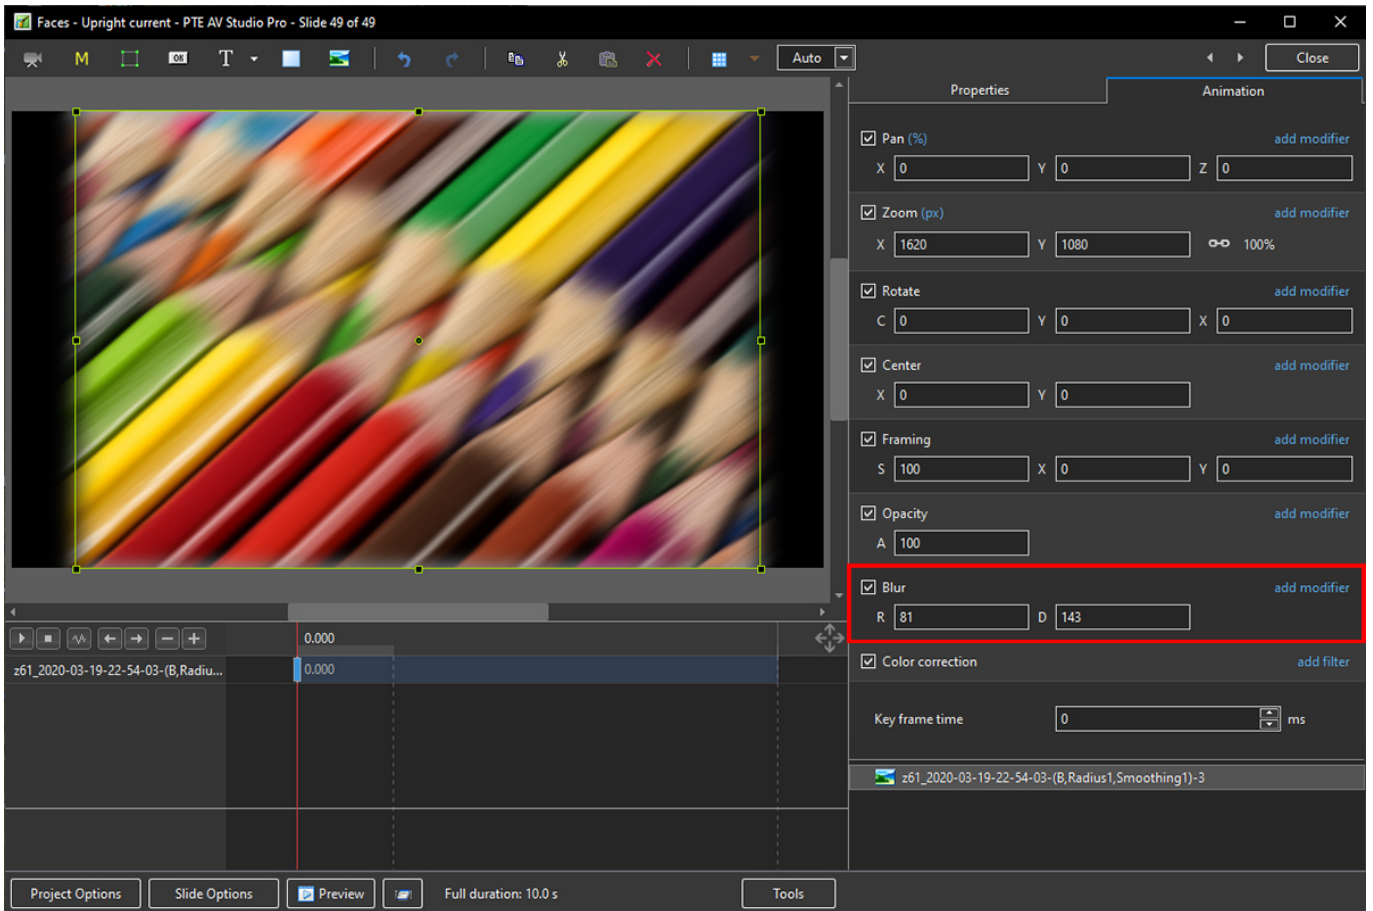 Faces - Upright current - PTE AV Studio Pro - Slide 49 of 49
M OK T Auto Close
Properties Animation
Pan (%) add modifier
X 0 Y 0 Z 0
Zoom (px) add modifier
X 1620 Y 1080 100%
Rotate add modifier
C 0 Y 0 X 0
Center add modifier
X 0 Y 0
Framing add modifier
S 100 X 0 Y 0
Opacity add modifier
A 100
Blur add modifier
R 81 D 143
Color correction add filter
Key frame time 0 ms
z61_2020-03-19-22-54-03-(B,Radius1,Smoothing1)-3
0.000
z61_2020-03-19-22-54-03-(B,Radiu... 0.000
Project Options Slide Options Preview Full duration: 10.0 s Tools